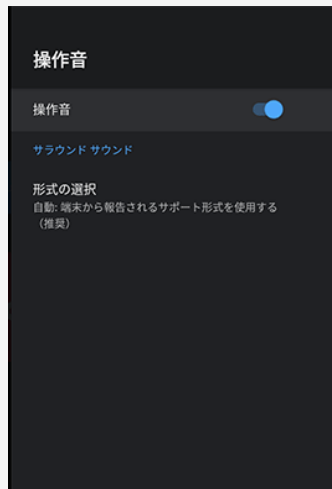 操作音
操作音
サラウンド サウンド
形式の選択
自動: 端末から報告されるサポート形式を使用する
（推奨）